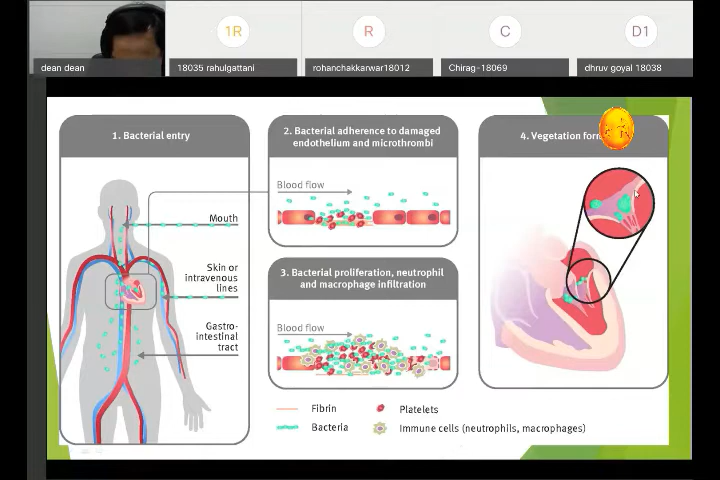 1R
R
C
D1
dean dean
18035 rahulgattani
rohanchakkarwar18012
Chirag-18069
dhruv goyal 18038
1. Bacterial entry
Mouth
Skin or
intravenous
lines
Gastro-
intestinal
tract
2. Bacterial adherence to damaged
endothelium and microthrombi
Blood flow
3. Bacterial proliferation, neutrophil
and macrophage infiltration
Blood flow
4. Vegetation
Fibrin
Platelets
Bacteria
Immune cells (neutrophils, macrophages)